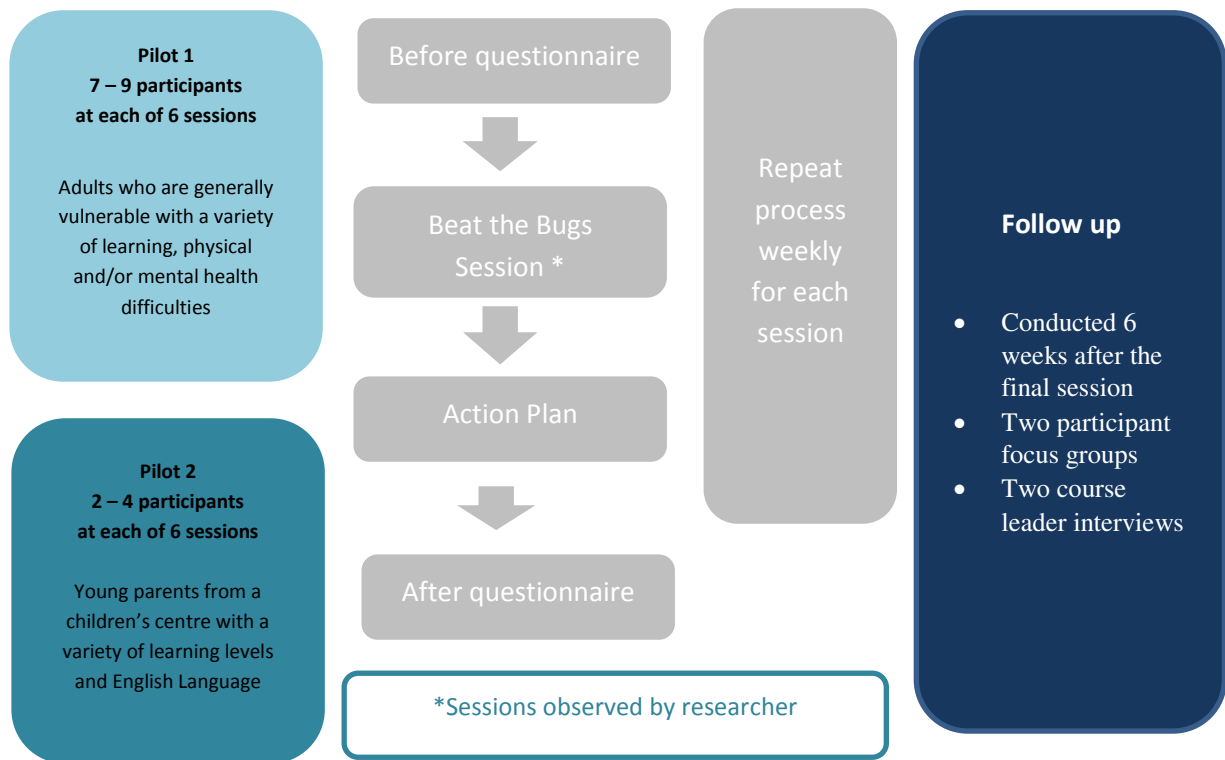 Pilot 1
7 – 9 participants
at each of 6 sessions
Adults who are generally
vulnerable with a variety
of learning, physical
and/or mental health
difficulties
Pilot 2
2 – 4 participants
at each of 6 sessions
Young parents from a
children’s centre with a
variety of learning levels
and English Language
Before questionnaire
Beat the Bugs
Session *
Action Plan
After questionnaire
*Sessions observed by researcher
Repeat
process
weekly
for each
session
Follow up
• Conducted 6
weeks after the
final session
• Two participant
focus groups
• Two course
leader interviews